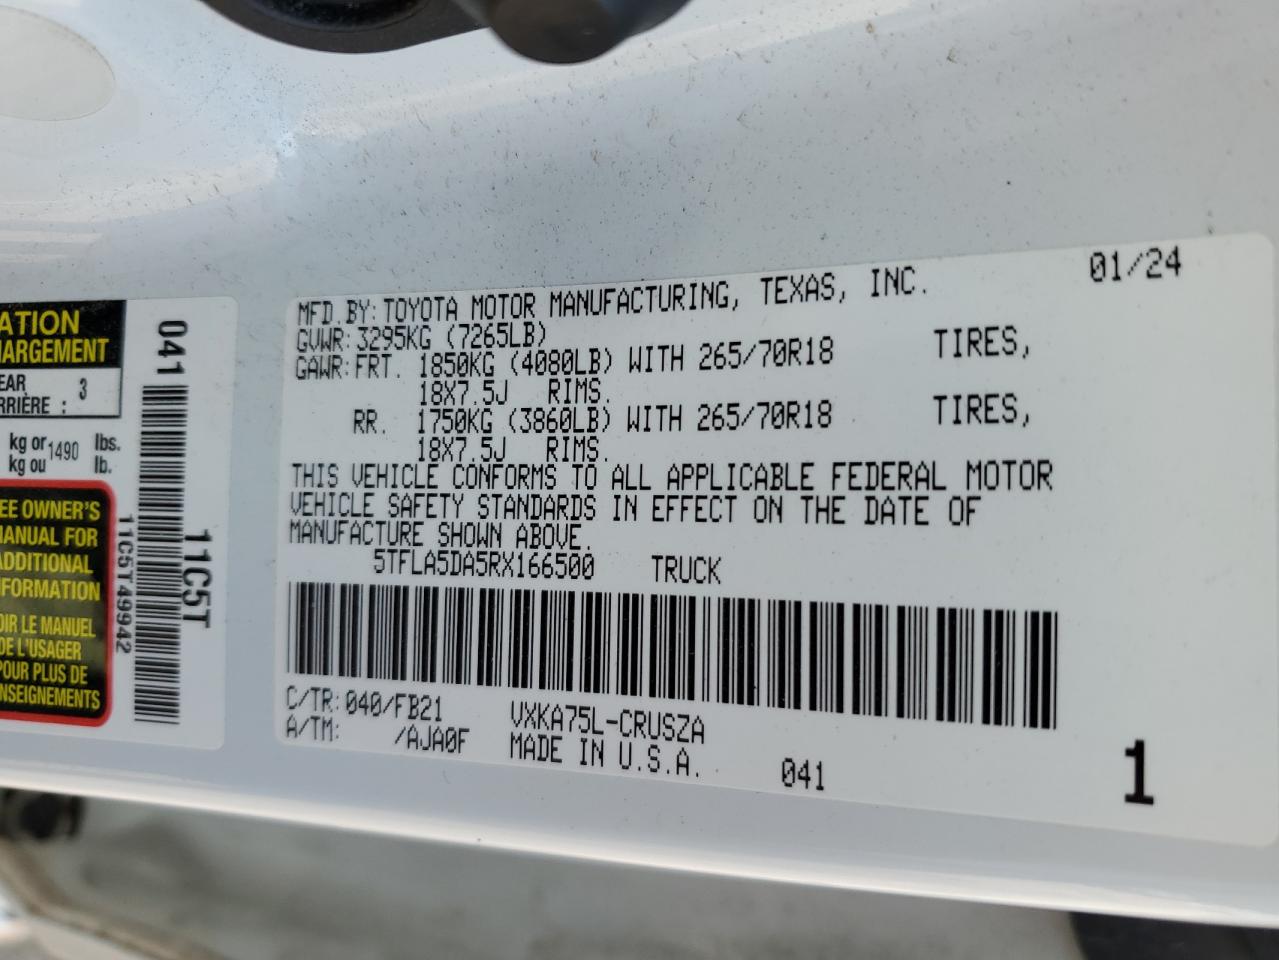 ATION
HARGEMENT
EAR
RRIÈRE : 3
kg or 1490 lbs.
kg ou lb.
EE OWNER'S
MANUAL FOR
ADDITIONAL
NFORMATION
OIR LE MANUEL
DE L'USAGER
POUR PLUS DE
NSEIGNEMENTS
041
11C5T
11C5T49942
01/24
MFD.BY:TOYOTA MOTOR MANUFACTURING, TEXAS, INC.
GVWR:3295KG (7265LB)
GAWR:FRT. 1850KG (4080LB) WITH 265/70R18 TIRES,
18X7.5J RIMS.
RR. 1750KG (3860LB) WITH 265/70R18 TIRES,
18X7.5J RIMS.
THIS VEHICLE CONFORMS TO ALL APPLICABLE FEDERAL MOTOR
VEHICLE SAFETY STANDARDS IN EFFECT ON THE DATE OF
MANUFACTURE SHOWN ABOVE.
5TFLA5DA5RX166500 TRUCK
C/TR:040/FB21 VXKA75L-CRUSZA
A/TM: /AJA0F MADE IN U.S.A. 041
1